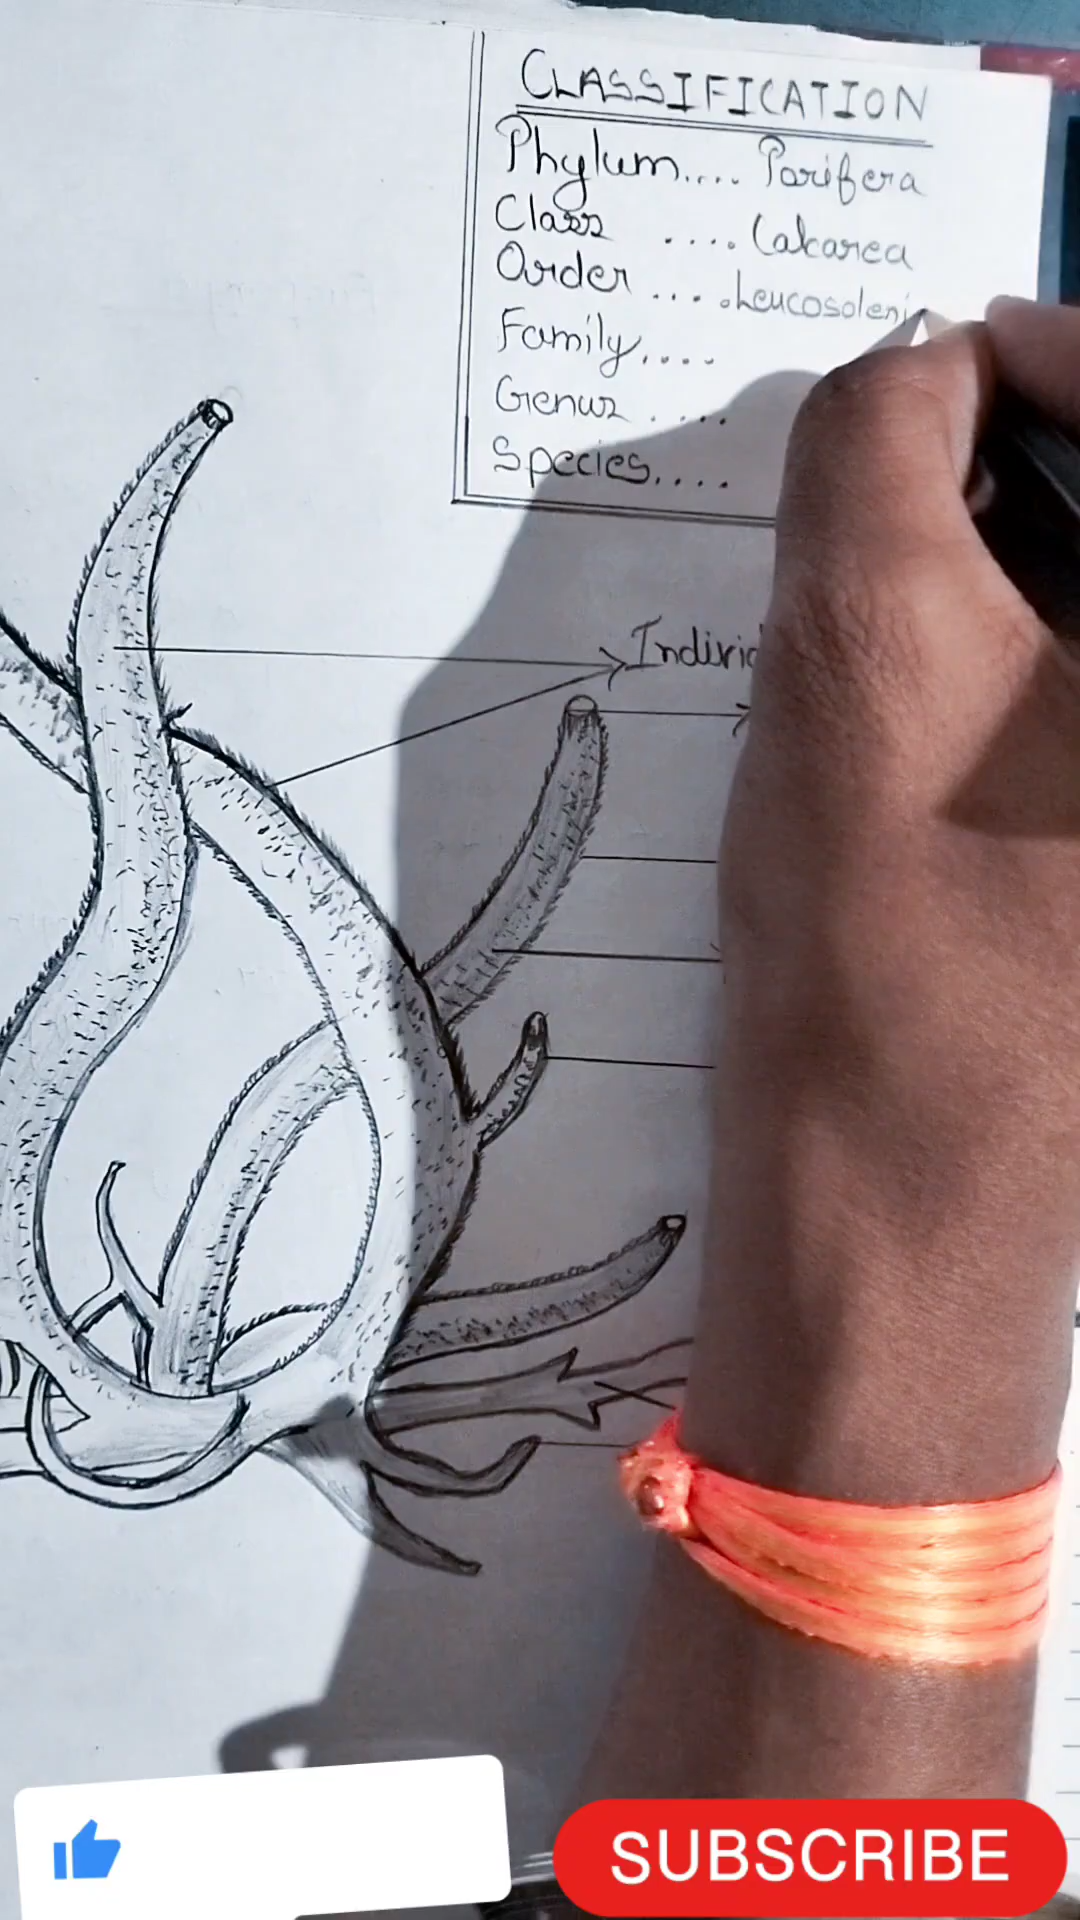 CLASSIFICATION
Phylum.... Porifera
Class .... Calcarea
Order .... Leucosoleni
Family....
Genus ....
Species....
Individ
SUBSCRIBE